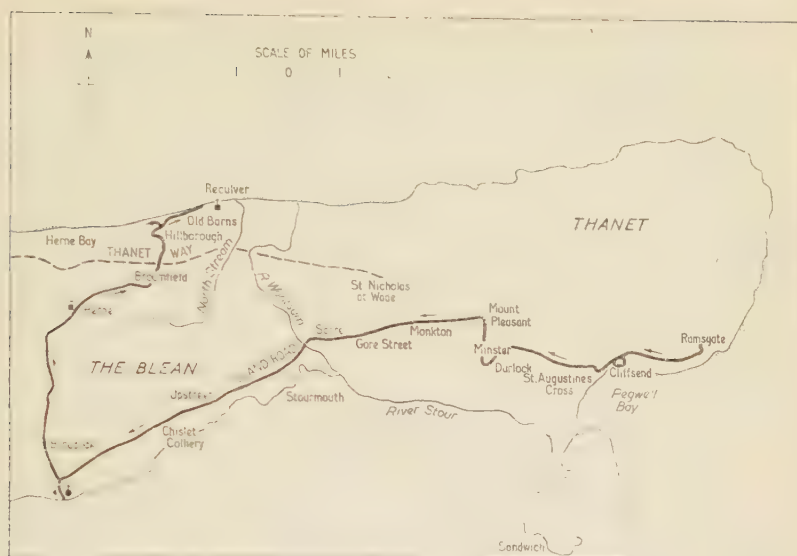 N
SCALE OF MILES
1 0 1
Reculver
Old Barns
Hillborough
Herne Bay
THANET WAY
THANET
North Stream
St Nicholas
at Wade
Mount
Pleasant
Monkton
Gore Street
Minster
Durlock
St. Augustines
Cross
Cliffsend
Ramsgate
Pegwell
Bay
THE BLEAN
Stourmouth
River Stour
Chislet
Colliery
Sandwich